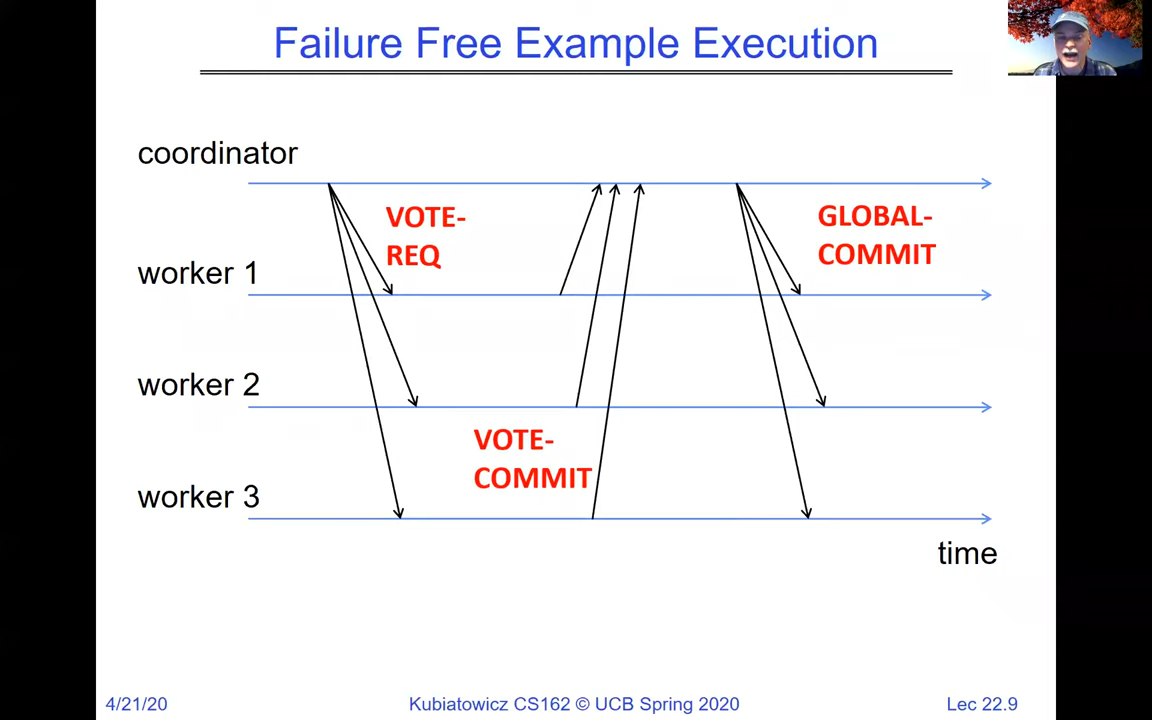 Failure Free Example Execution
coordinator
VOTE-
REQ
GLOBAL-
COMMIT
worker 1
worker 2
VOTE-
COMMIT
worker 3
time
4/21/20
Kubiatowicz CS162 © UCB Spring 2020
Lec 22.9